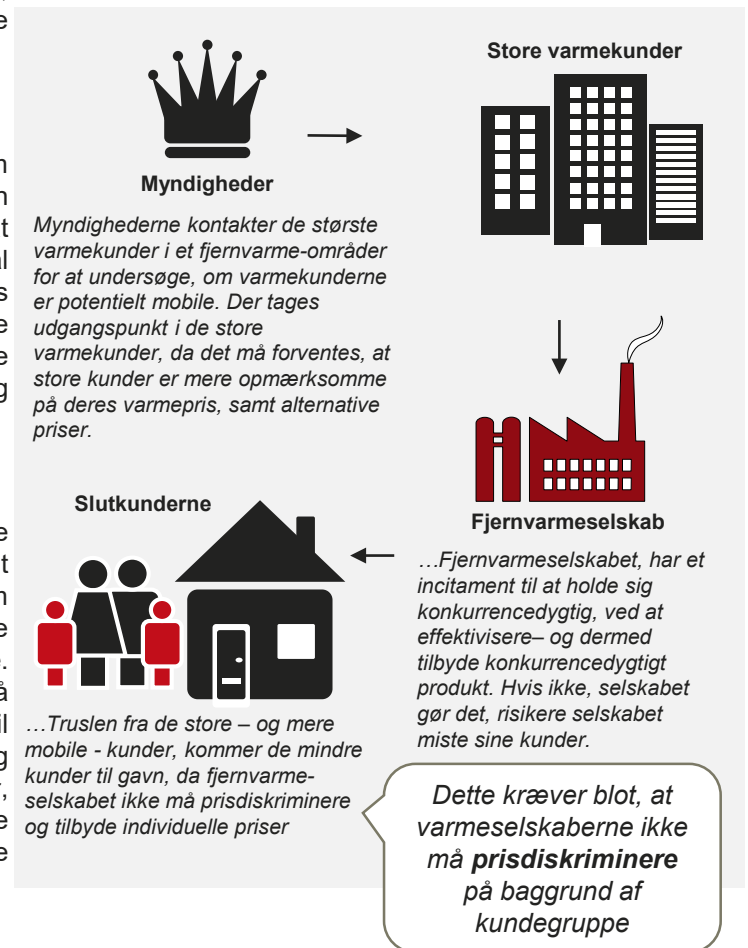 Store varmekunder
Myndigheder
Myndighederne kontakter de største
varmekunder i et fjernvarme-områder
for at undersøge, om varmekunderne
er potentielt mobile. Der tages
udgangspunkt i de store
varmekunder, da det må forventes, at
store kunder er mere opmærksomme
på deres varmepris, samt alternative
priser.
Fjernvarmeselskab
…Fjernvarmeselskabet, har et
incitament til at holde sig
konkurrencedygtig, ved at
effektivisere– og dermed
tilbyde konkurrencedygtigt
produkt. Hvis ikke, selskabet
gør det, risikere selskabet
miste sine kunder.
Slutkunderne
…Truslen fra de store – og mere
mobile - kunder, kommer de mindre
kunder til gavn, da fjernvarme-
selskabet ikke må prisdiskriminere
og tilbyde individuelle priser
Dette kræver blot, at
varmeselskaberne ikke
må prisdiskriminere
på baggrund af
kundegruppe